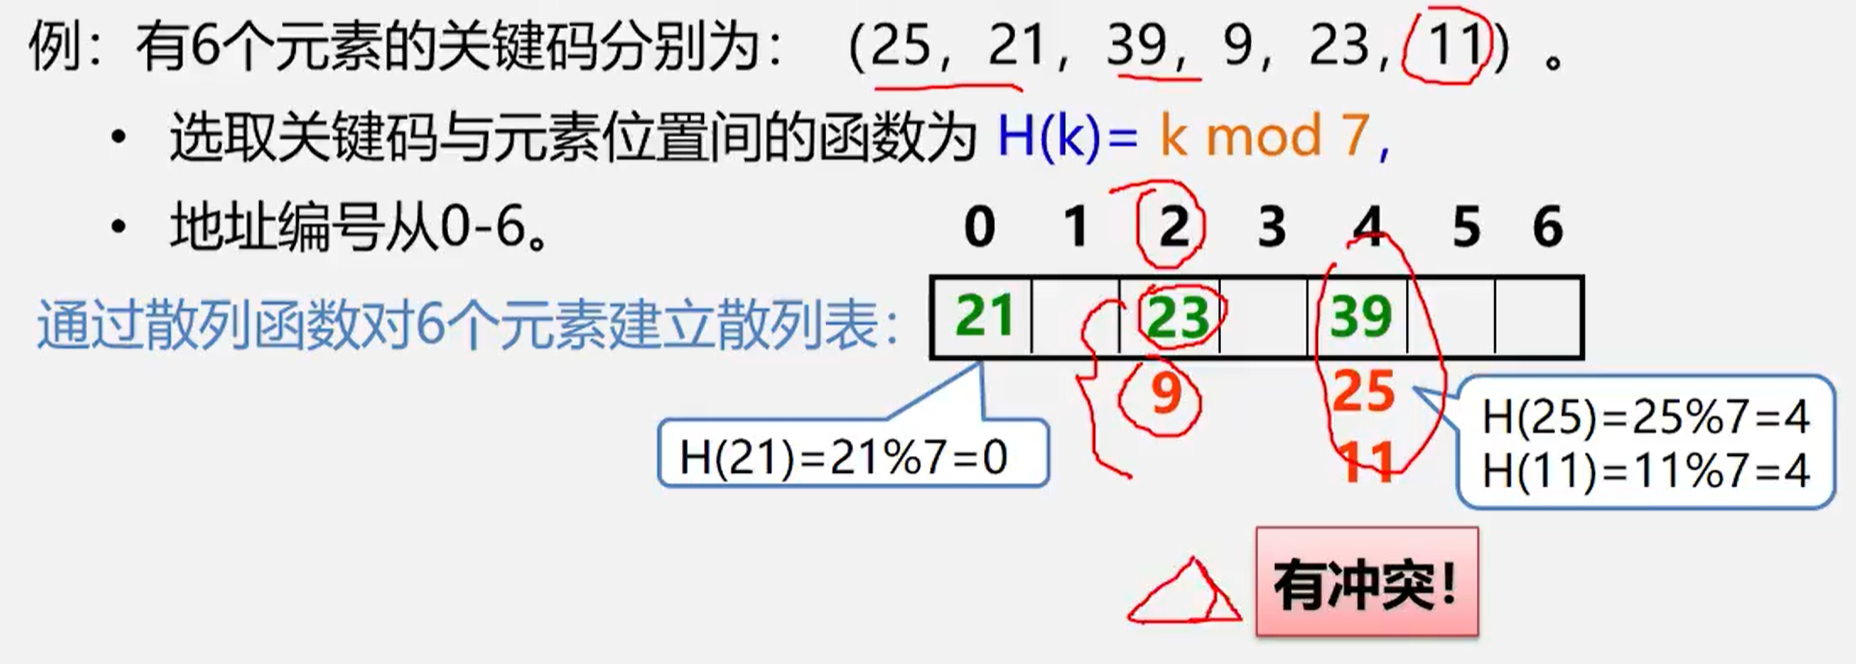 例：有6个元素的关键码分别为：（25，21，39，9，23，11）。
• 选取关键码与元素位置间的函数为 H(k)= k mod 7，
• 地址编号从0-6。
0 1 2 3 4 5 6
通过散列函数对6个元素建立散列表：
21 23 39
9 25
11
H(21)=21%7=0
H(25)=25%7=4
H(11)=11%7=4
有冲突！